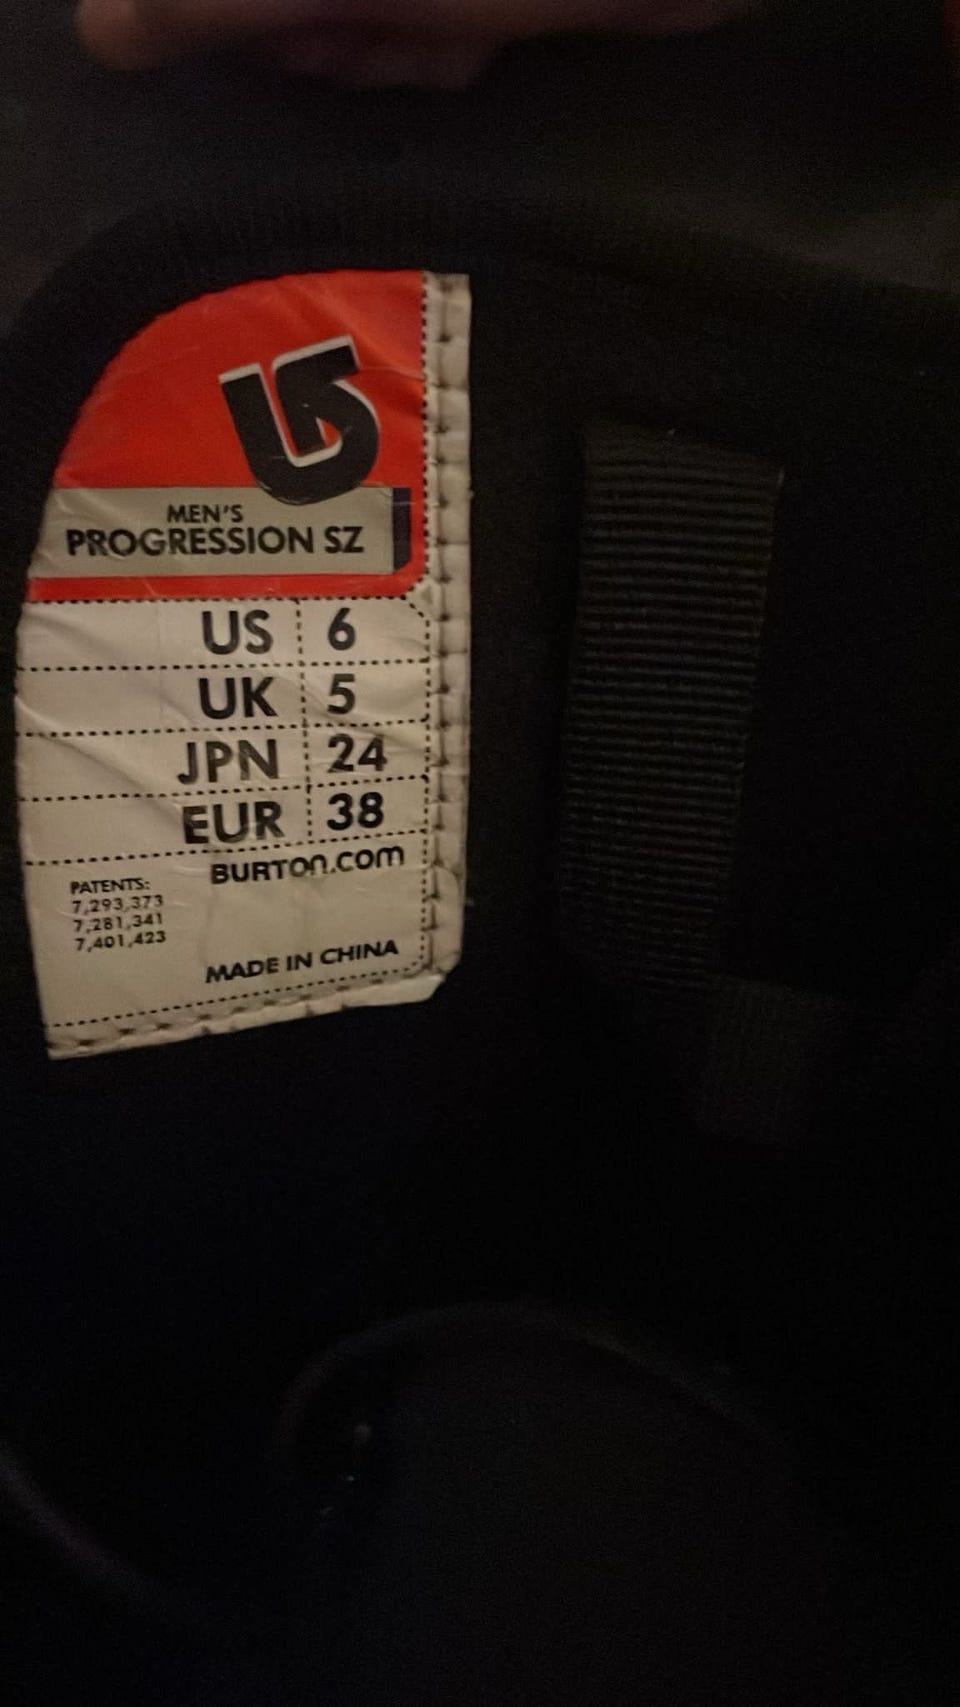 MEN'S
PROGRESSION SZ
US 6
UK 5
JPN 24
EUR 38
BURTON.COM
PATENTS:
7,293,373
7,281,341
7,401,423
MADE IN CHINA